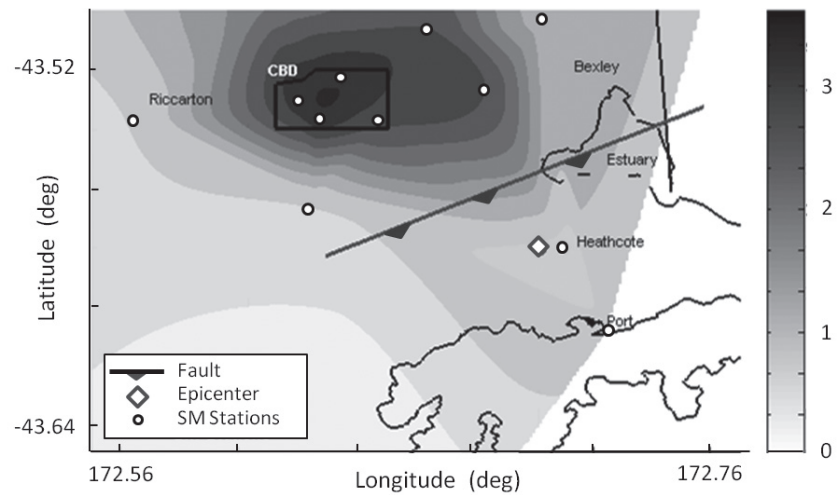 -43.52
CBD
Bexley
Riccarton
Estuary
Heathcote
Port
Latitude (deg)
Fault
Epicenter
SM Stations
-43.64
172.56
Longitude (deg)
172.76
3
2
1
0